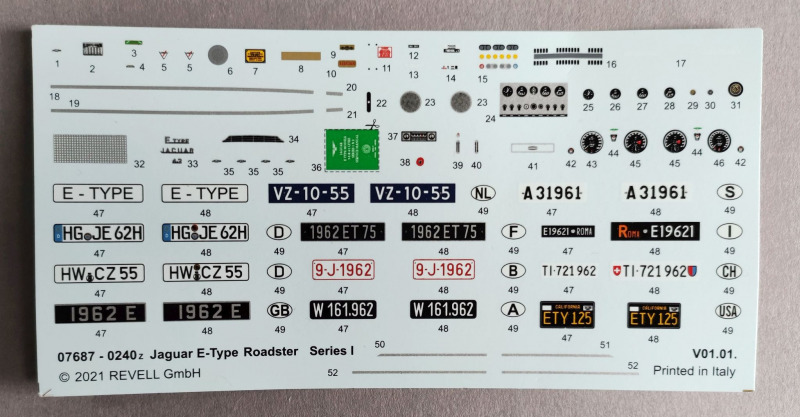 1 2 3 4 5 5 6 7 8 9 10 11 12 13 14 15 16 17
18 19 20 21 22 23 23 24 25 26 27 28 29 30 31
E-TYPE
JAGUAR
4.2
32 33 34 35 35 35 36 37 38 39 40 41 42 43 44 45 44 45 46 42
E - TYPE E - TYPE VZ-10-55 VZ-10-55 NL A 31961 A 31961 S
47 48 47 48 49 47 48 49
HG JE 62H HG JE 62H D 1962 ET 75 1962 ET 75 F E19621 ROMA ROMA E19621 I
47 48 49 47 48 49 47 48 49
HW CZ 55 HW CZ 55 D 9-J-1962 9-J-1962 B TI-721 962 TI-721 962 CH
47 48 49 47 48 49 47 48 49
1962 E 1962 E GB W 161.962 W 161.962 A CALIFORNIA ETY 125 CALIFORNIA ETY 125 USA
47 48 49 47 48 49 47 48 49
07687 - 0240z Jaguar E-Type Roadster Series I 50 51 V01.01.
© 2021 REVELL GmbH 52 52 Printed in Italy